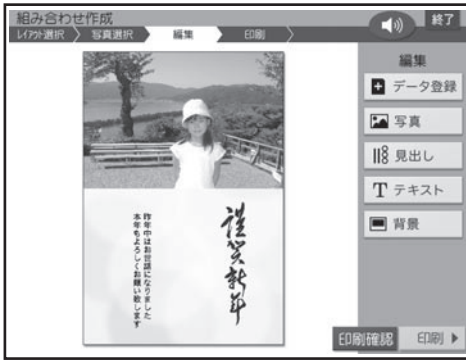 組み合わせ作成
ﾚｲｱｳﾄ選択
写真選択
編集
印刷
終了
編集
データ登録
写真
見出し
T テキスト
背景
謹賀新年
昨年中はお世話になりました
本年もよろしくお願い致します
印刷確認
印刷